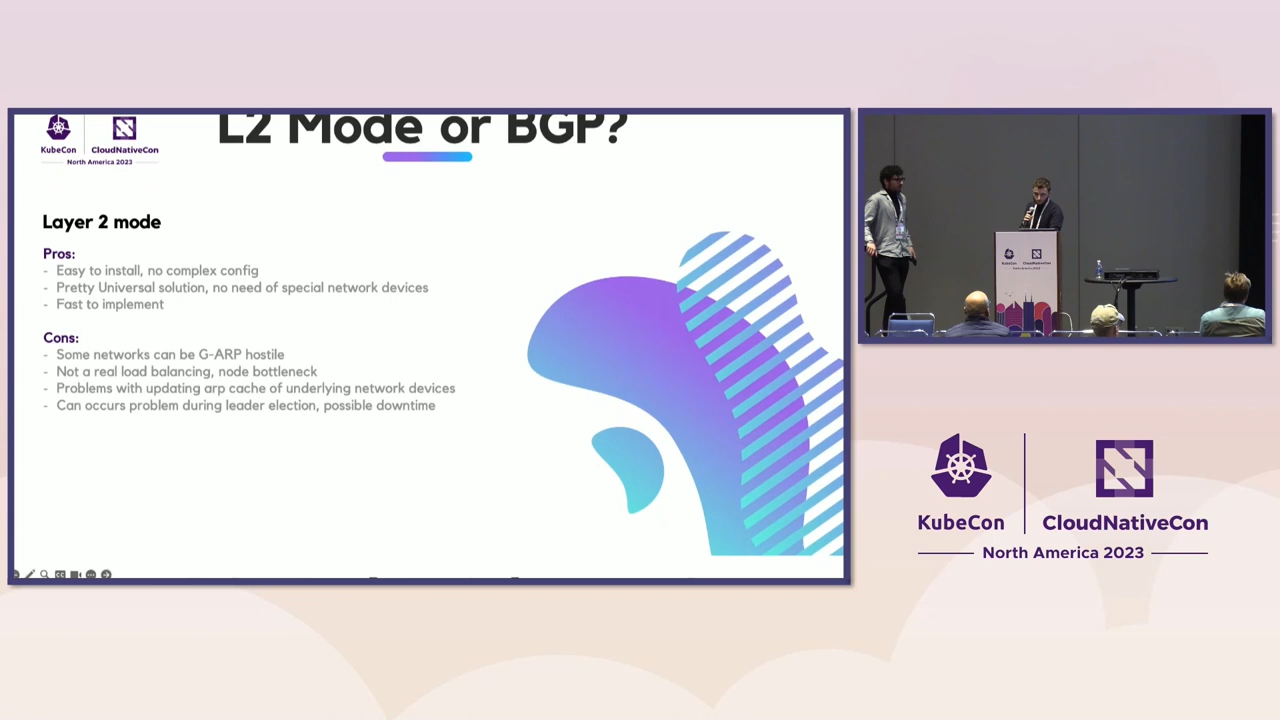 L2 Mode or BGP?
KubeCon
CloudNativeCon
North America 2023
Layer 2 mode
Pros:
- Easy to install, no complex config
- Pretty Universal solution, no need of special network devices
- Fast to implement
Cons:
- Some networks can be G-ARP hostile
- Not a real load balancing, node bottleneck
- Problems with updating arp cache of underlying network devices
- Can occurs problem during leader election, possible downtime
KubeCon
CloudNativeCon
North America 2023